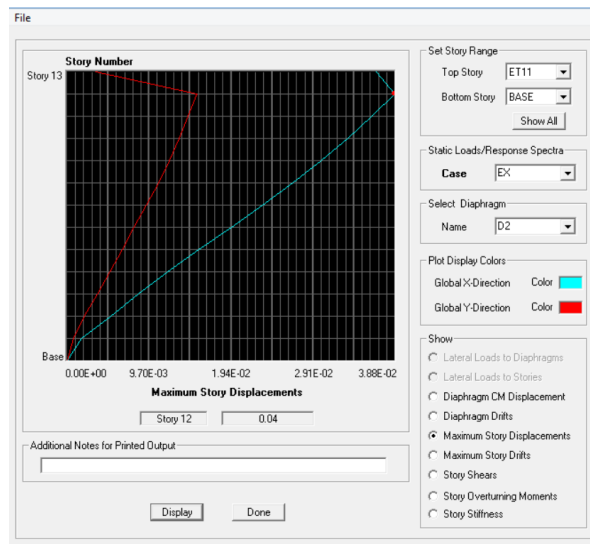 File
Story Number
Story 13
Base
0.00E+00 9.70E-03 1.94E-02 2.91E-02 3.88E-02
Maximum Story Displacements
Story 12 0.04
Additional Notes for Printed Output
Display Done
Set Story Range
Top Story ET11
Bottom Story BASE
Show All
Static Loads/Response Spectra
Case EX
Select Diaphragm
Name D2
Plot Display Colors
Global X-Direction Color
Global Y-Direction Color
Show
Lateral Loads to Diaphragms
Lateral Loads to Stories
Diaphragm CM Displacement
Diaphragm Drifts
Maximum Story Displacements
Maximum Story Drifts
Story Shears
Story Overturning Moments
Story Stiffness